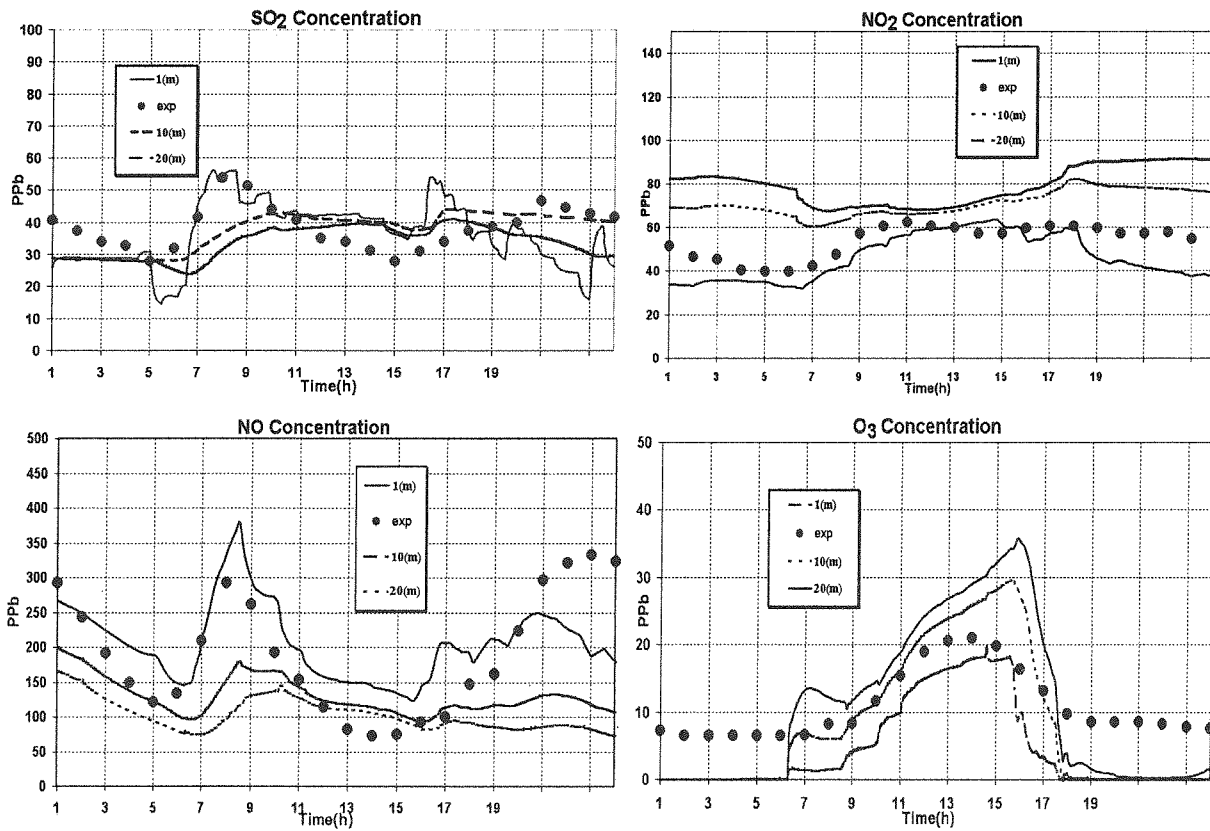 SO2 Concentration
100
90
80
70
60
50
40
30
20
10
0
PPb
1(m)
exp
10(m)
-20(m)
1 3 5 7 9 11 13 15 17 19
Time(h)
NO2 Concentration
140
120
100
80
60
40
20
0
PPb
1(m)
exp
10(m)
-20(m)
1 3 5 7 9 11 13 15 17 19
Time(h)
NO Concentration
500
450
400
350
300
250
200
150
100
50
0
PPb
1(m)
exp
-10(m)
-20(m)
1 3 5 7 9 11 13 15 17 19
Time(h)
O3 Concentration
50
40
30
20
10
0
PPb
-1(m)
exp
10(m)
20(m)
1 3 5 7 9 11 13 15 17 19
Time(h)